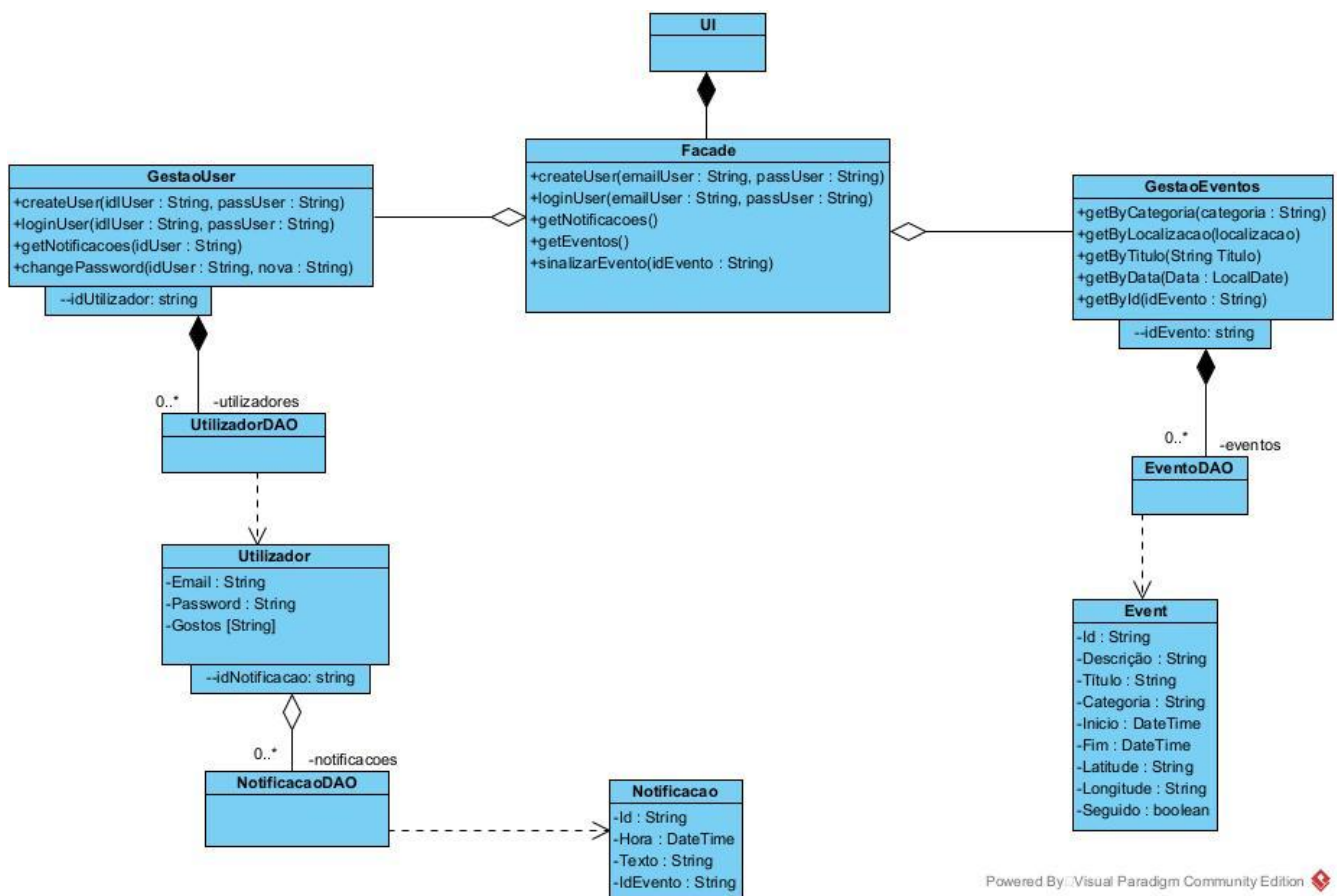 UI
Facade
+createUser(emailUser : String, passUser : String)
+loginUser(emailUser : String, passUser : String)
+getNotificacoes()
+getEventos()
+sinalizarEvento(idEvento : String)
GestaoUser
+createUser(idlUser : String, passUser : String)
+loginUser(idlUser : String, passUser : String)
+getNotificacoes(idUser : String)
+changePassword(idUser : String, nova : String)
--idUtilizador: string
GestaoEventos
+getByCategoria(categoria : String)
+getByLocalizacao(localizacao)
+getByTitulo(String Titulo)
+getByData(Data : LocalDate)
+getById(idEvento : String)
--idEvento: string
0..*
-utilizadores
UtilizadorDAO
0..*
-eventos
EventoDAO
Utilizador
-Email : String
-Password : String
-Gostos [String]
--idNotificacao: string
Event
-Id : String
-Descrição : String
-Título : String
-Categoria : String
-Inicio : DateTime
-Fim : DateTime
-Latitude : String
-Longitude : String
-Seguido : boolean
0..*
-notificacoes
NotificacaoDAO
Notificacao
-Id : String
-Hora : DateTime
-Texto : String
-IdEvento : String
Powered By Visual Paradigm Community Edition